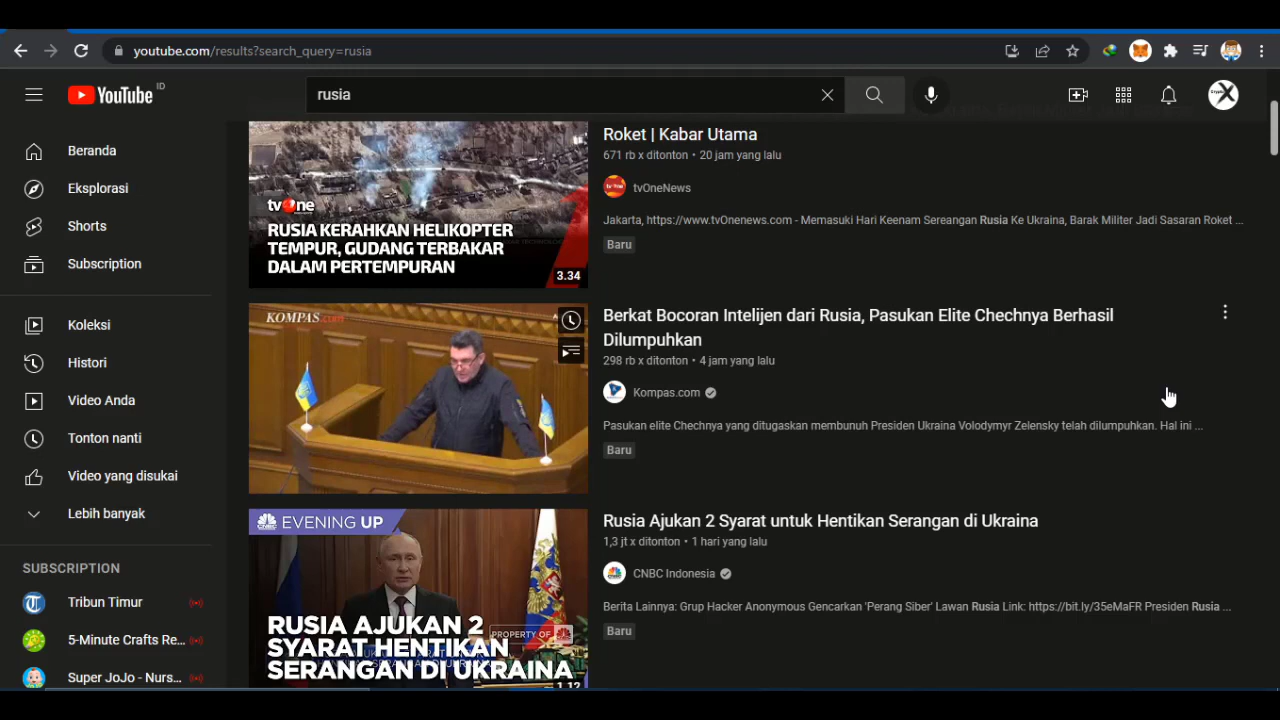 youtube.com/results?search_query=rusia
YouTube ID
rusia
Beranda
Eksplorasi
Shorts
Subscription
Koleksi
Histori
Video Anda
Tonton nanti
Video yang disukai
Lebih banyak
SUBSCRIPTION
Tribun Timur
5-Minute Crafts Re...
Super JoJo - Nurs...
tvOne
RUSIA KERAHKAN HELIKOPTER
TEMPUR, GUDANG TERBAKAR
DALAM PERTEMPURAN
3.34
Roket | Kabar Utama
671 rb x ditonton • 20 jam yang lalu
tvOneNews
Jakarta, https://www.tvOnenews.com - Memasuki Hari Keenam Sereangan Rusia Ke Ukraina, Barak Militer Jadi Sasaran Roket ...
Baru
KOMPAS.com
Berkat Bocoran Intelijen dari Rusia, Pasukan Elite Chechnya Berhasil
Dilumpuhkan
298 rb x ditonton • 4 jam yang lalu
Kompas.com
Pasukan elite Chechnya yang ditugaskan membunuh Presiden Ukraina Volodymyr Zelensky telah dilumpuhkan. Hal ini ...
Baru
CNBC EVENING UP
RUSIA AJUKAN 2
SYARAT HENTIKAN
SERANGAN DI UKRAINA
PROPERTY OF
1.12
Rusia Ajukan 2 Syarat untuk Hentikan Serangan di Ukraina
1,3 jt x ditonton • 1 hari yang lalu
CNBC Indonesia
Berita Lainnya: Grup Hacker Anonymous Gencarkan 'Perang Siber' Lawan Rusia Link: https://bit.ly/35eMaFR Presiden Rusia ...
Baru